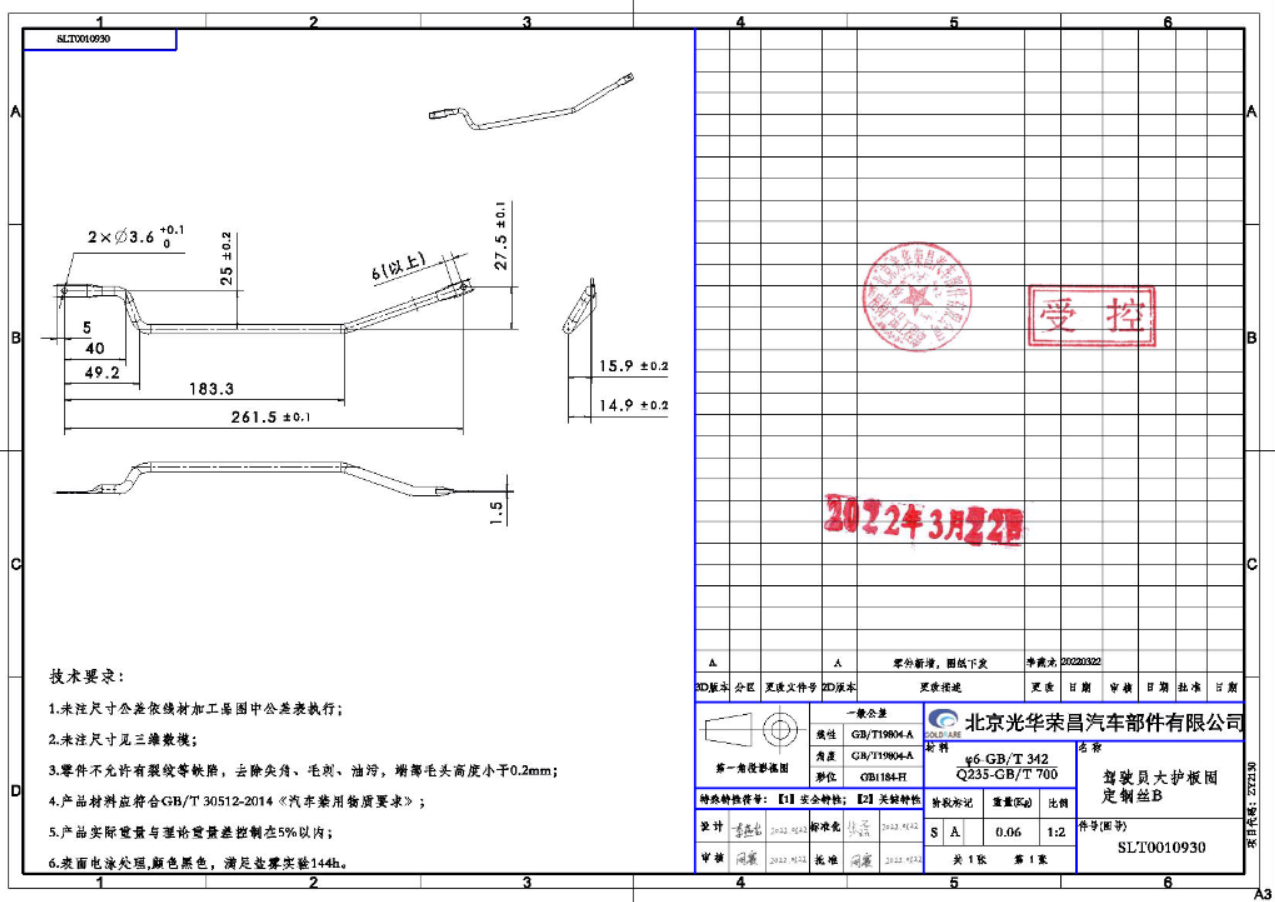 1 2 3 4 5 6
SLT0010930
A
A
2×∅3.6 +0.1 0
25 ±0.2
6(以上)
27.5 ±0.1
B
B
5
40
49.2
183.3
261.5 ±0.1
15.9 ±0.2
14.9 ±0.2
受 控
1.5
2022年3月22日
C
C
技术要求:
1.未注尺寸公差依线材加工品图中公差表执行;
2.未注尺寸见三维数模;
3.零件不允许有裂纹等缺陷，去除尖角、毛刺、油污，端部毛头高度小于0.2mm;
4.产品材料应符合GB/T 30512-2014《汽车禁用物质要求》;
5.产品实际重量与理论重量差控制在5%以内;
6.表面电泳处理,颜色黑色，满足盐雾实验144h。
D
A A 零件新增，图纸下发 20220322
3D版本 分区 更改文件号 2D版本 更改描述 更改 日期 审核 日期 批准 日期
第一角投影视图
一般公差
线性 GB/T19804-A
角度 GB/T19804-A
形位 GB1184-H
特殊特性符号: 【1】安全特性; 【2】关键特性
设计 标准化
审核 批准
GOLDRARE
北京光华荣昌汽车部件有限公司
材料
φ6 GB/T 342
Q235-GB/T 700
名称
驾驶员大护板固
定钢丝B
阶段标记 重量(Kg) 比例
S A 0.06 1:2
共 1 张 第 1 张
件号(图号)
SLT0010930
项目代码: ZYZ150
D
1 2 3 4 5 6
A3